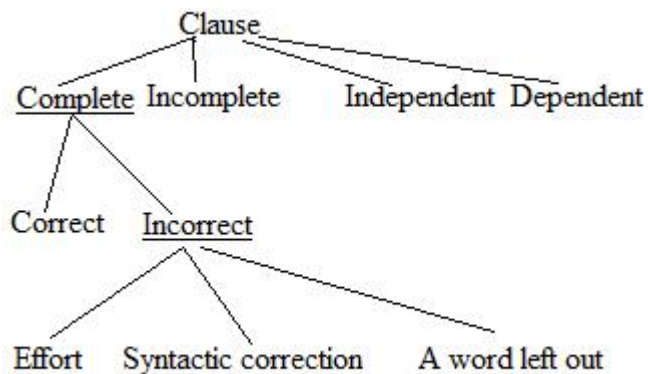 Clause
Complete Incomplete Independent Dependent
Correct Incorrect
Effort Syntactic correction A word left out